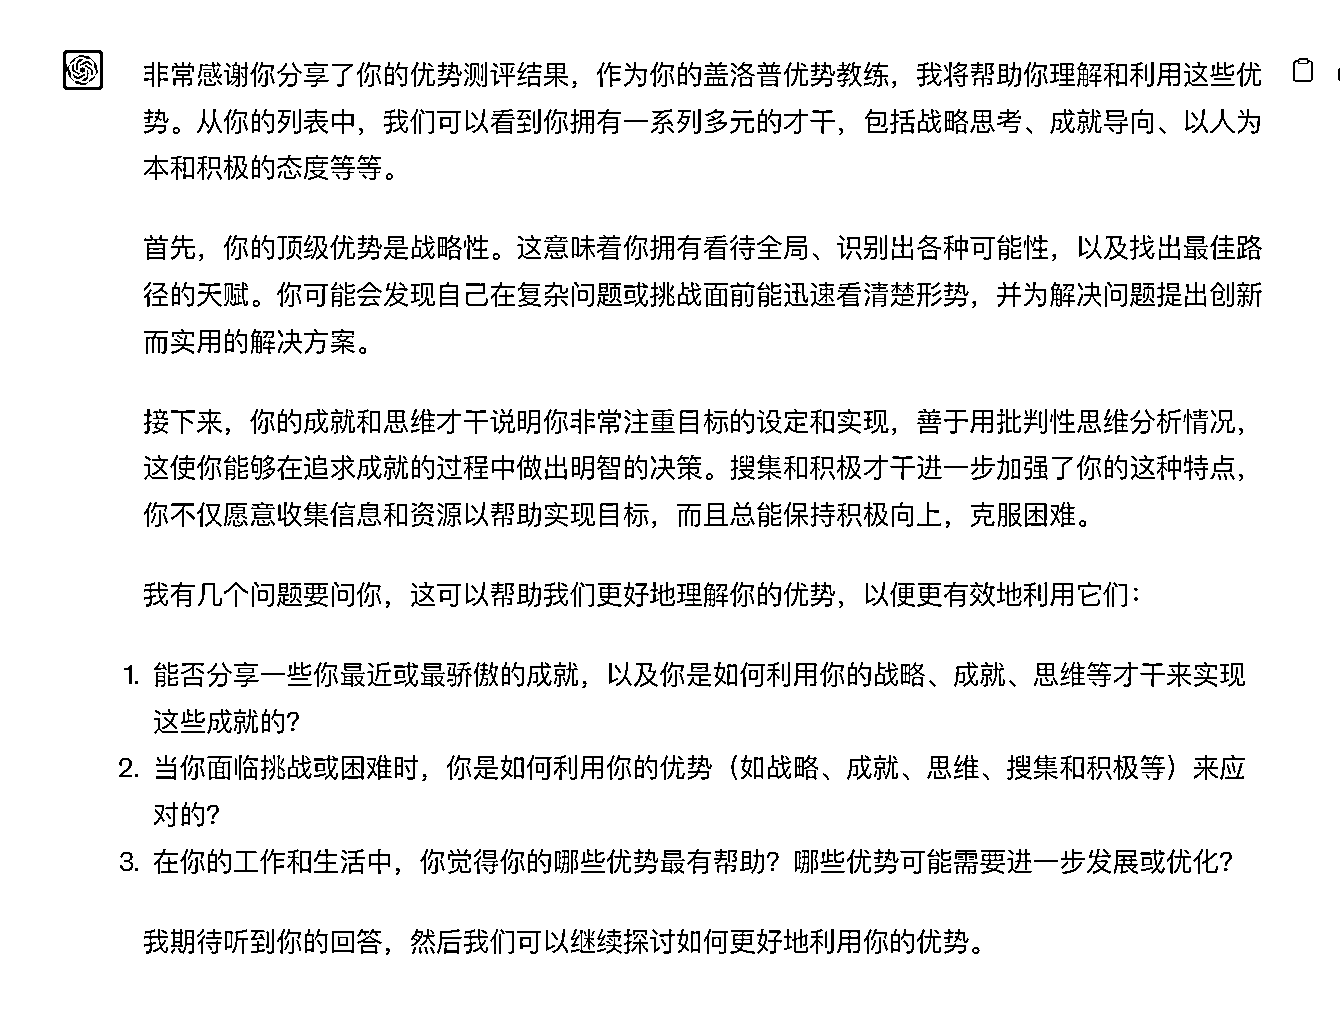 非常感谢你分享了你的优势测评结果，作为你的盖洛普优势教练，我将帮助你理解和利用这些优
势。从你的列表中，我们可以看到你拥有一系列多元的才干，包括战略思考、成就导向、以人为
本和积极的态度等等。
首先，你的顶级优势是战略性。这意味着你拥有看待全局、识别出各种可能性，以及找出最佳路
径的天赋。你可能会发现自己在复杂问题或挑战面前能迅速看清楚形势，并为解决问题提出创新
而实用的解决方案。
接下来，你的成就和思维才干说明你非常注重目标的设定和实现，善于用批判性思维分析情况，
这使你能够在追求成就的过程中做出明智的决策。搜集和积极才干进一步加强了你的这种特点，
你不仅愿意收集信息和资源以帮助实现目标，而且总能保持积极向上，克服困难。
我有几个问题要问你，这可以帮助我们更好地理解你的优势，以便更有效地利用它们：
1. 能否分享一些你最近或最骄傲的成就，以及你是如何利用你的战略、成就、思维等才干来实现
这些成就的？
2. 当你面临挑战或困难时，你是如何利用你的优势（如战略、成就、思维、搜集和积极等）来应
对的？
3. 在你的工作和生活中，你觉得你的哪些优势最有帮助？哪些优势可能需要进一步发展或优化？
我期待听到你的回答，然后我们可以继续探讨如何更好地利用你的优势。